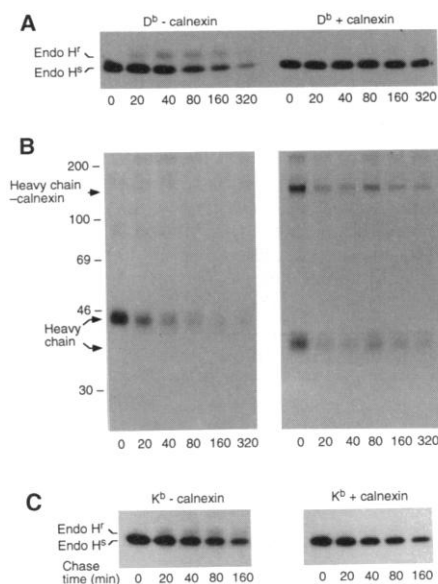 A
D^b - calnexin
D^b + calnexin
Endo H^r
Endo H^s
0 20 40 80 160 320
0 20 40 80 160 320
B
200 –
Heavy chain
–calnexin
100 –
69 –
46 –
Heavy
chain
30 –
0 20 40 80 160 320
0 20 40 80 160 320
C
K^b - calnexin
K^b + calnexin
Endo H^r
Endo H^s
Chase
time (min)
0 20 40 80 160
0 20 40 80 160